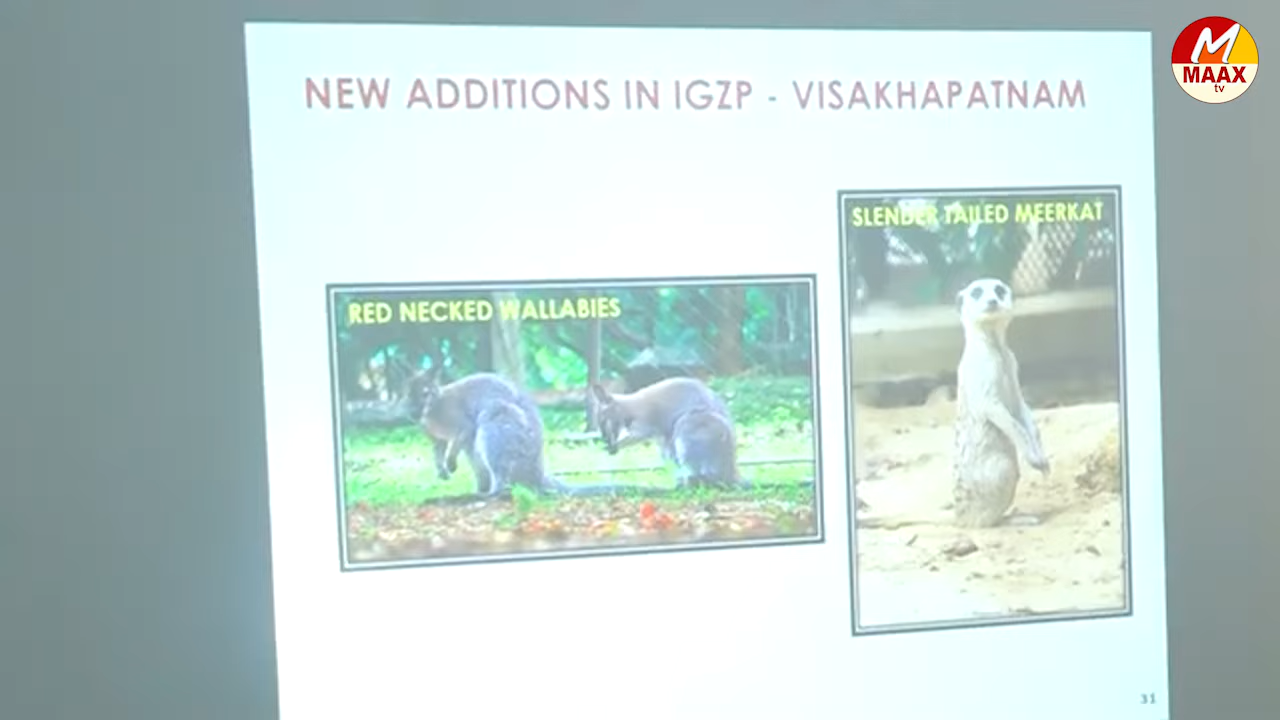 NEW ADDITIONS IN IGZP - VISAKHAPATNAM
SLENDER TAILED MEERKAT
RED NECKED WALLABIES
31
M
MAAX
tv